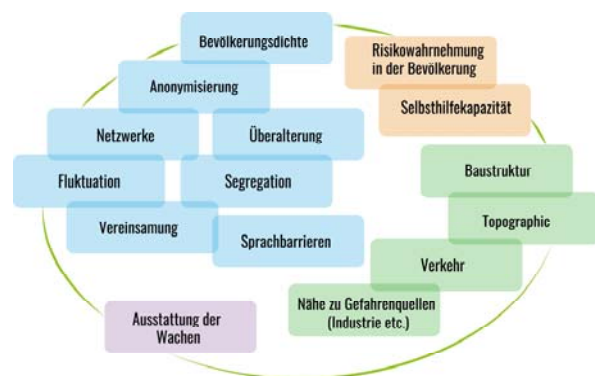 Bevölkerungsdichte
Risikowahrnehmung
in der Bevölkerung
Anonymisierung
Selbsthilfekapazität
Netzwerke
Überalterung
Baustruktur
Fluktuation
Segregation
Topographic
Vereinsamung
Sprachbarrieren
Verkehr
Nähe zu Gefahrenquellen
(Industrie etc.)
Ausstattung der
Wachen